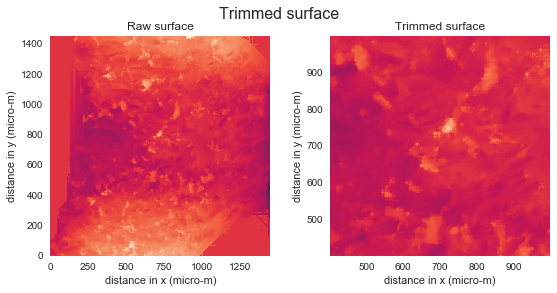 Trimmed surface
Raw surface
distance in y (micro-m)
1400
1200
1000
800
600
400
200
0
0 250 500 750 1000 1250
distance in x (micro-m)
Trimmed surface
distance in y (micro-m)
900
800
700
600
500
500 600 700 800 900
distance in x (micro-m)